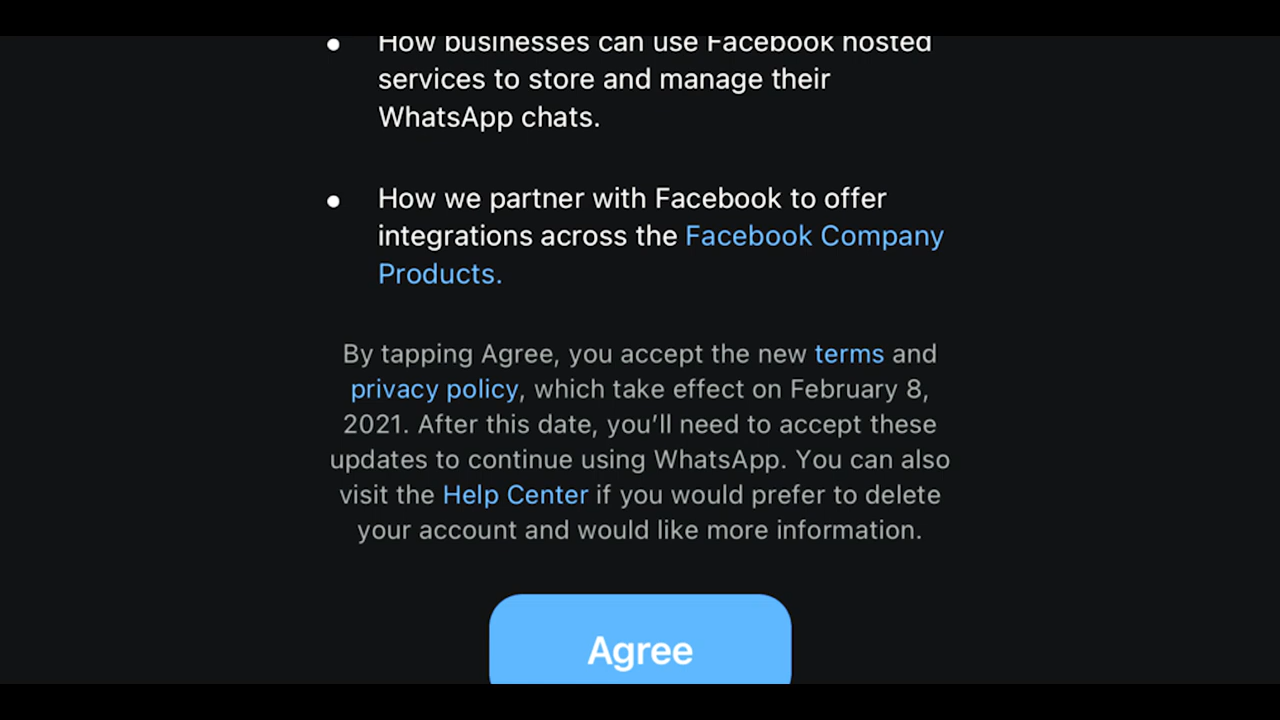 How businesses can use Facebook hosted
services to store and manage their
WhatsApp chats.
How we partner with Facebook to offer
integrations across the Facebook Company
Products.
By tapping Agree, you accept the new terms and
privacy policy, which take effect on February 8,
2021. After this date, you’ll need to accept these
updates to continue using WhatsApp. You can also
visit the Help Center if you would prefer to delete
your account and would like more information.
Agree